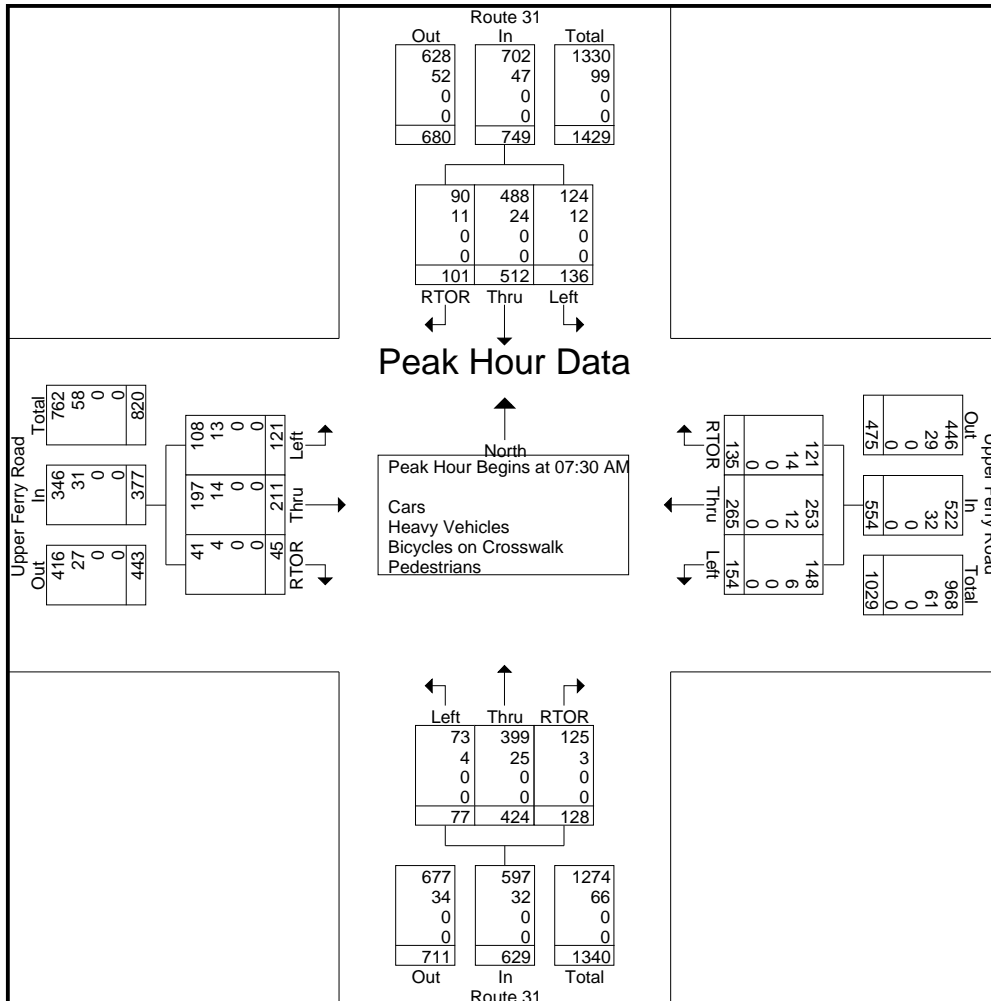 Route 31
Out In Total
628 702 1330
52 47 99
0 0 0
0 0 0
680 749 1429
90 488 124
11 24 12
0 0 0
0 0 0
101 512 136
RTOR Thru Left
Peak Hour Data
North
Peak Hour Begins at 07:30 AM
Cars
Heavy Vehicles
Bicycles on Crosswalk
Pedestrians
Upper Ferry Road
Out In Total
416 346 762
27 31 58
0 0 0
0 0 0
443 377 820
41 197 108
4 14 13
0 0 0
0 0 0
45 211 121
RTOR Thru Left
Upper Ferry Road
Out In Total
446 522 968
29 32 61
0 0 0
0 0 0
475 554 1029
121 253 148
14 12 6
0 0 0
0 0 0
135 265 154
RTOR Thru Left
Left Thru RTOR
73 399 125
4 25 3
0 0 0
0 0 0
77 424 128
677 597 1274
34 32 66
0 0 0
0 0 0
711 629 1340
Out In Total
Route 31